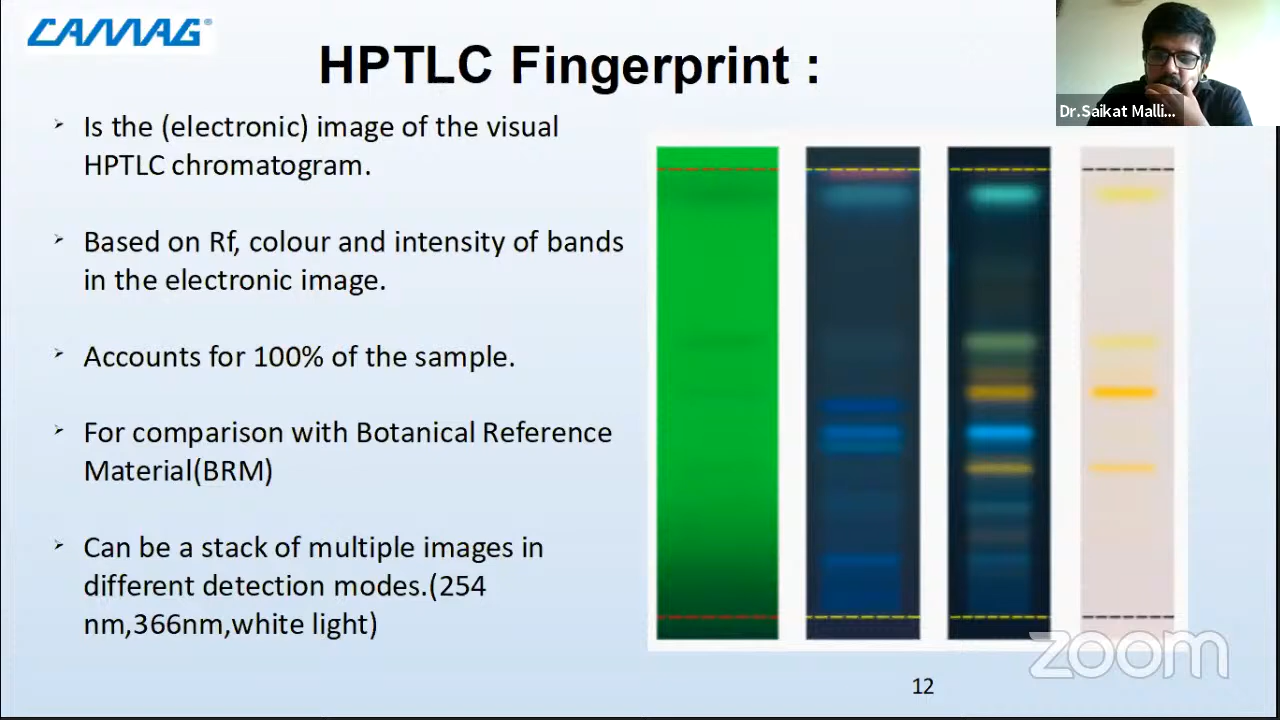 CAMAG®
HPTLC Fingerprint :
Dr.Saikat Malli...
Is the (electronic) image of the visual
HPTLC chromatogram.
Based on Rf, colour and intensity of bands
in the electronic image.
Accounts for 100% of the sample.
For comparison with Botanical Reference
Material(BRM)
Can be a stack of multiple images in
different detection modes.(254
nm,366nm,white light)
zoom
12